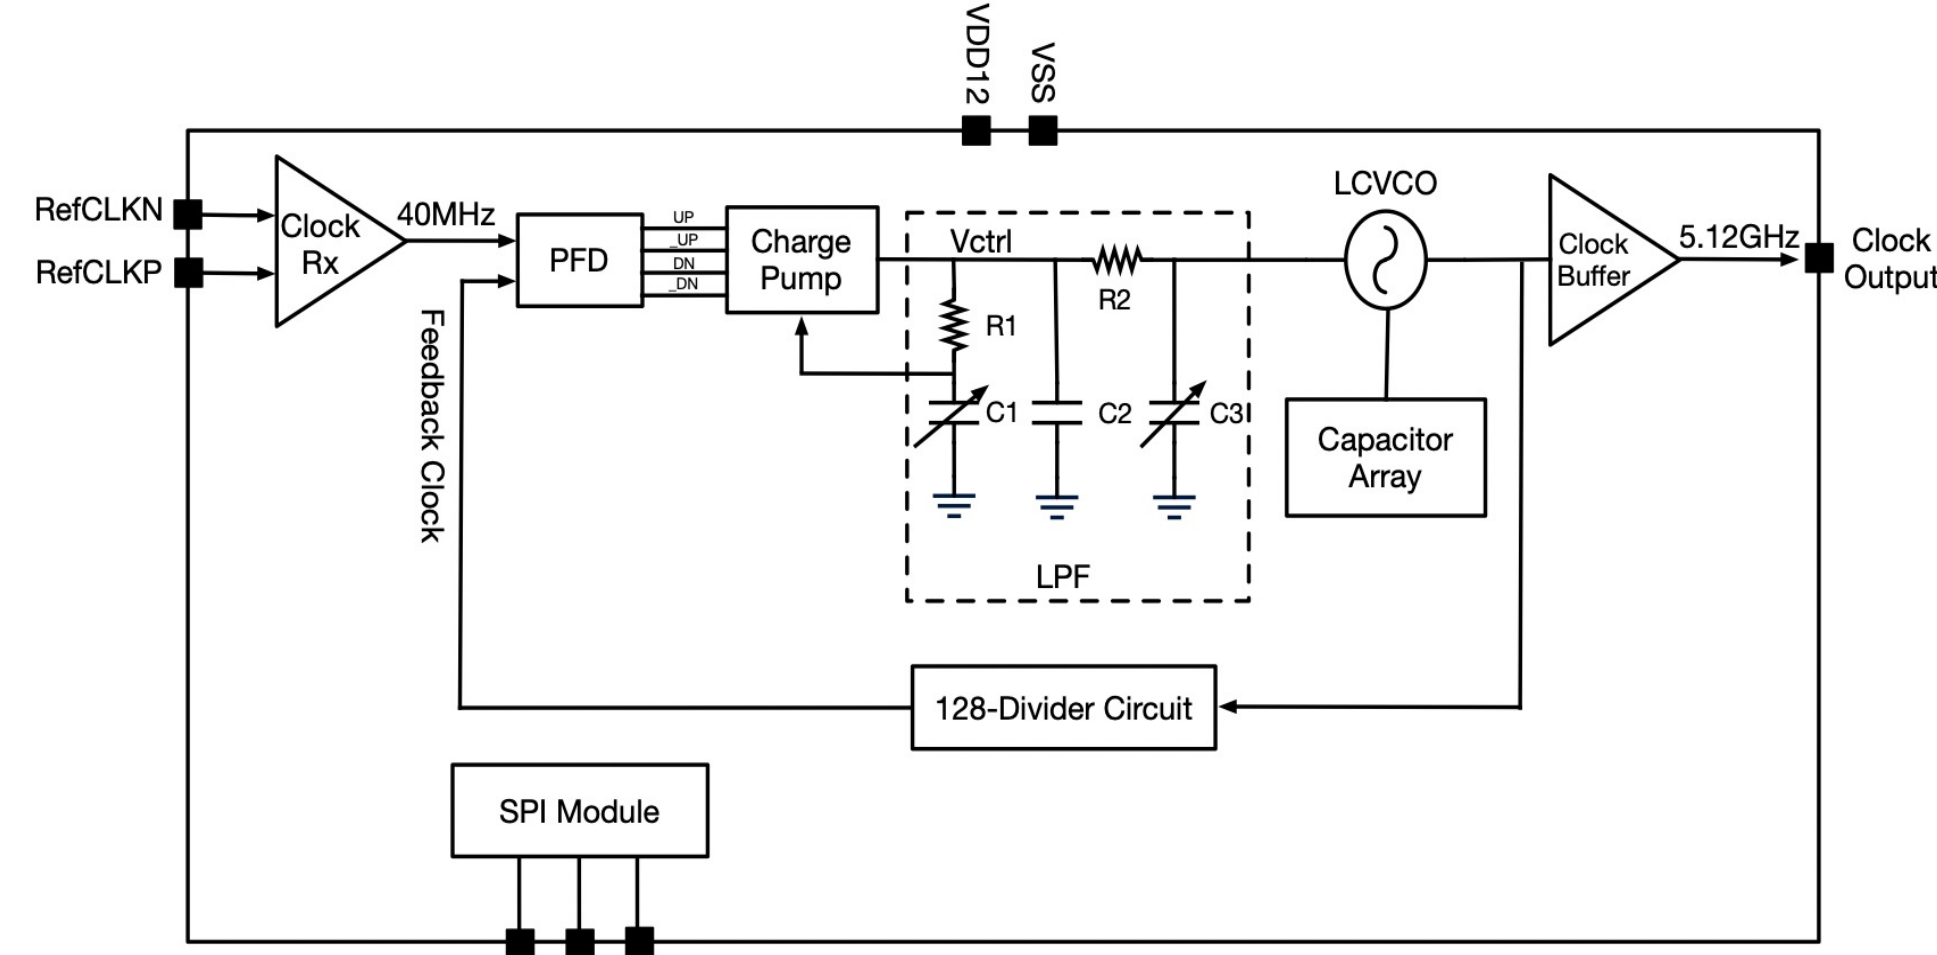 VDD12
VSS
RefCLKN
RefCLKP
Clock
Rx
40MHz
PFD
UP
_UP
DN
_DN
Charge
Pump
Vctrl
R1
R2
C1
C2
C3
LPF
LCVCO
Capacitor
Array
Clock
Buffer
5.12GHz
Clock
Output
Feedback Clock
128-Divider Circuit
SPI Module